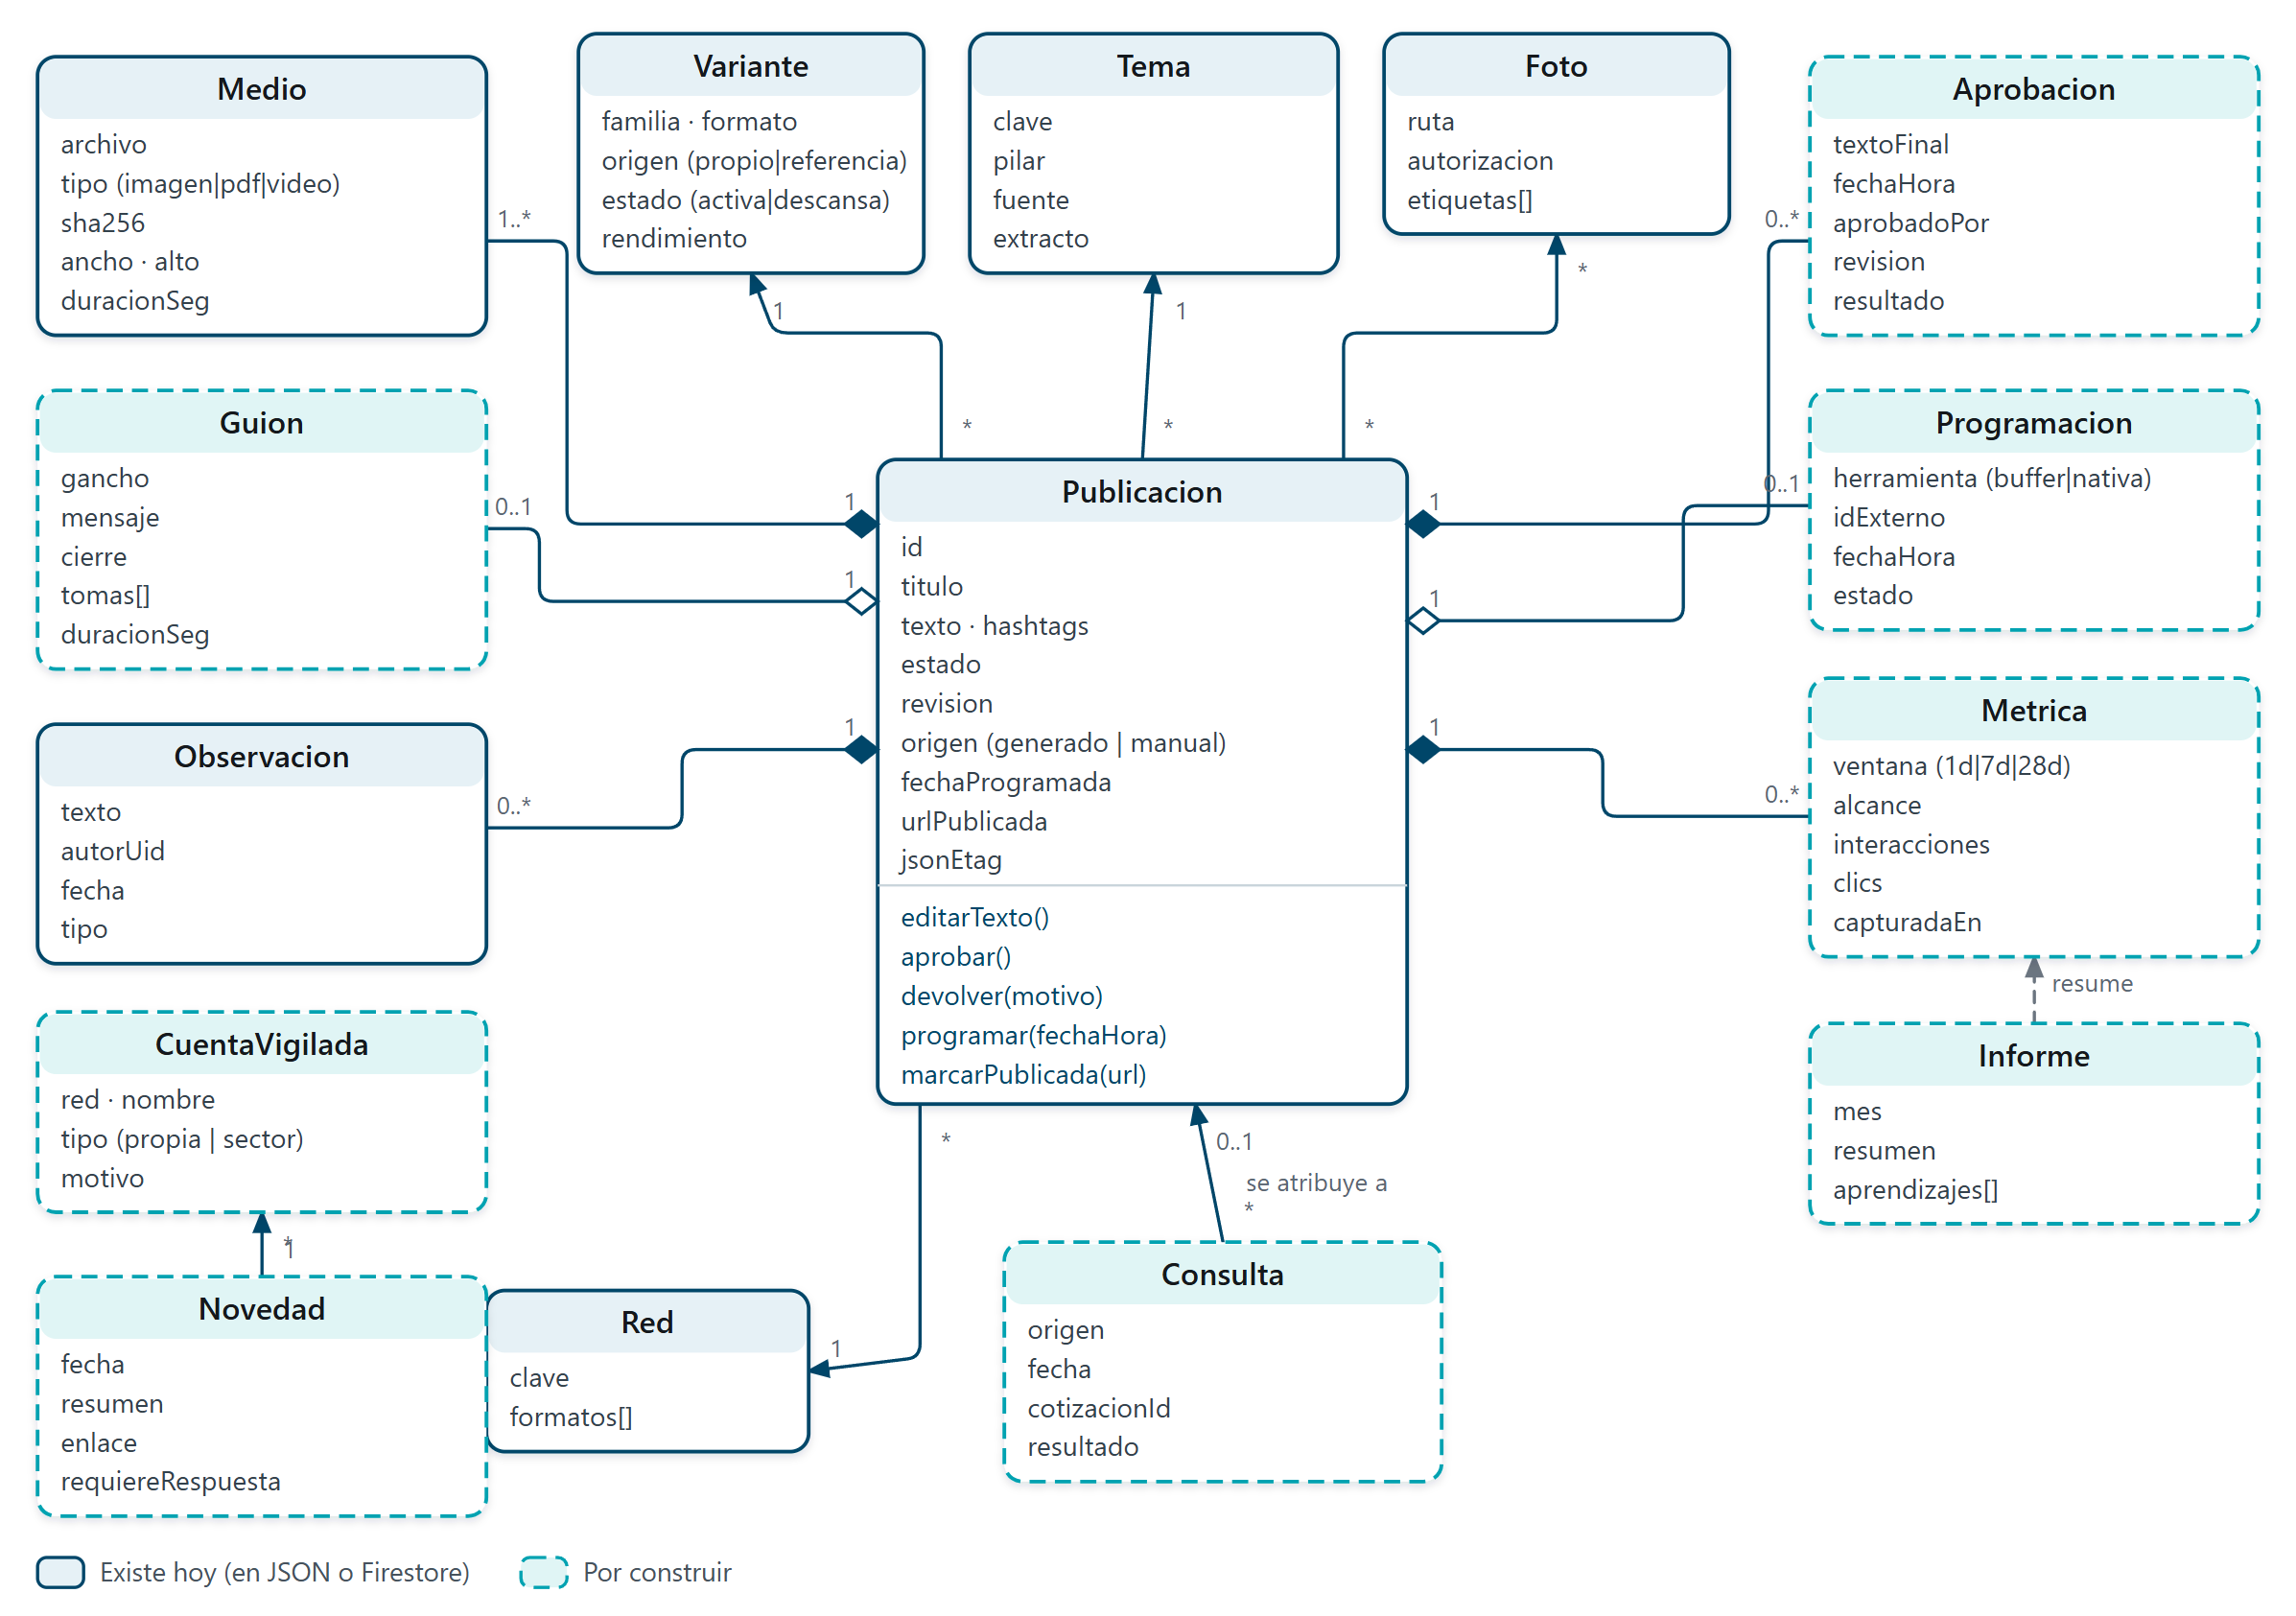 Medio
archivo
tipo (imagen|pdf|video)
sha256
ancho · alto
duracionSeg
1..*
Variante
familia · formato
origen (propio|referencia)
estado (activa|descansa)
rendimiento
1
*
Tema
clave
pilar
fuente
extracto
1
*
Foto
ruta
autorizacion
etiquetas[]
*
*
Aprobacion
textoFinal
fechaHora
aprobadoPor
revision
resultado
0..*
Guion
gancho
mensaje
cierre
tomas[]
duracionSeg
0..1
Publicacion
id
titulo
texto · hashtags
estado
revision
origen (generado | manual)
fechaProgramada
urlPublicada
jsonEtag
editarTexto()
aprobar()
devolver(motivo)
programar(fechaHora)
marcarPublicada(url)
1
1
1
1
1
1
Programacion
herramienta (buffer|nativa)
idExterno
fechaHora
estado
0..1
Observacion
texto
autorUid
fecha
tipo
0..*
Metrica
ventana (1d|7d|28d)
alcance
interacciones
clics
capturadaEn
0..*
resume
CuentaVigilada
red · nombre
tipo (propia | sector)
motivo
*
1
Informe
mes
resumen
aprendizajes[]
*
0..1
se atribuye a
*
Novedad
fecha
resumen
enlace
requiereRespuesta
Red
clave
formatos[]
1
Consulta
origen
fecha
cotizacionId
resultado
Existe hoy (en JSON o Firestore)
Por construir